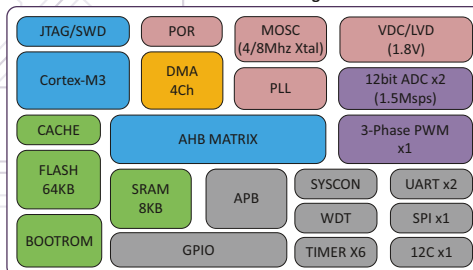 JTAG/SWD
POR
MOSC
(4/8Mhz Xtal)
VDC/LVD
(1.8V)
Cortex-M3
DMA
4Ch
PLL
12bit ADC x2
(1.5Msps)
CACHE
AHB MATRIX
3-Phase PWM
x1
FLASH
64KB
SRAM
8KB
APB
SYSCON
UART x2
WDT
SPI x1
BOOTROM
GPIO
TIMER X6
12C x1